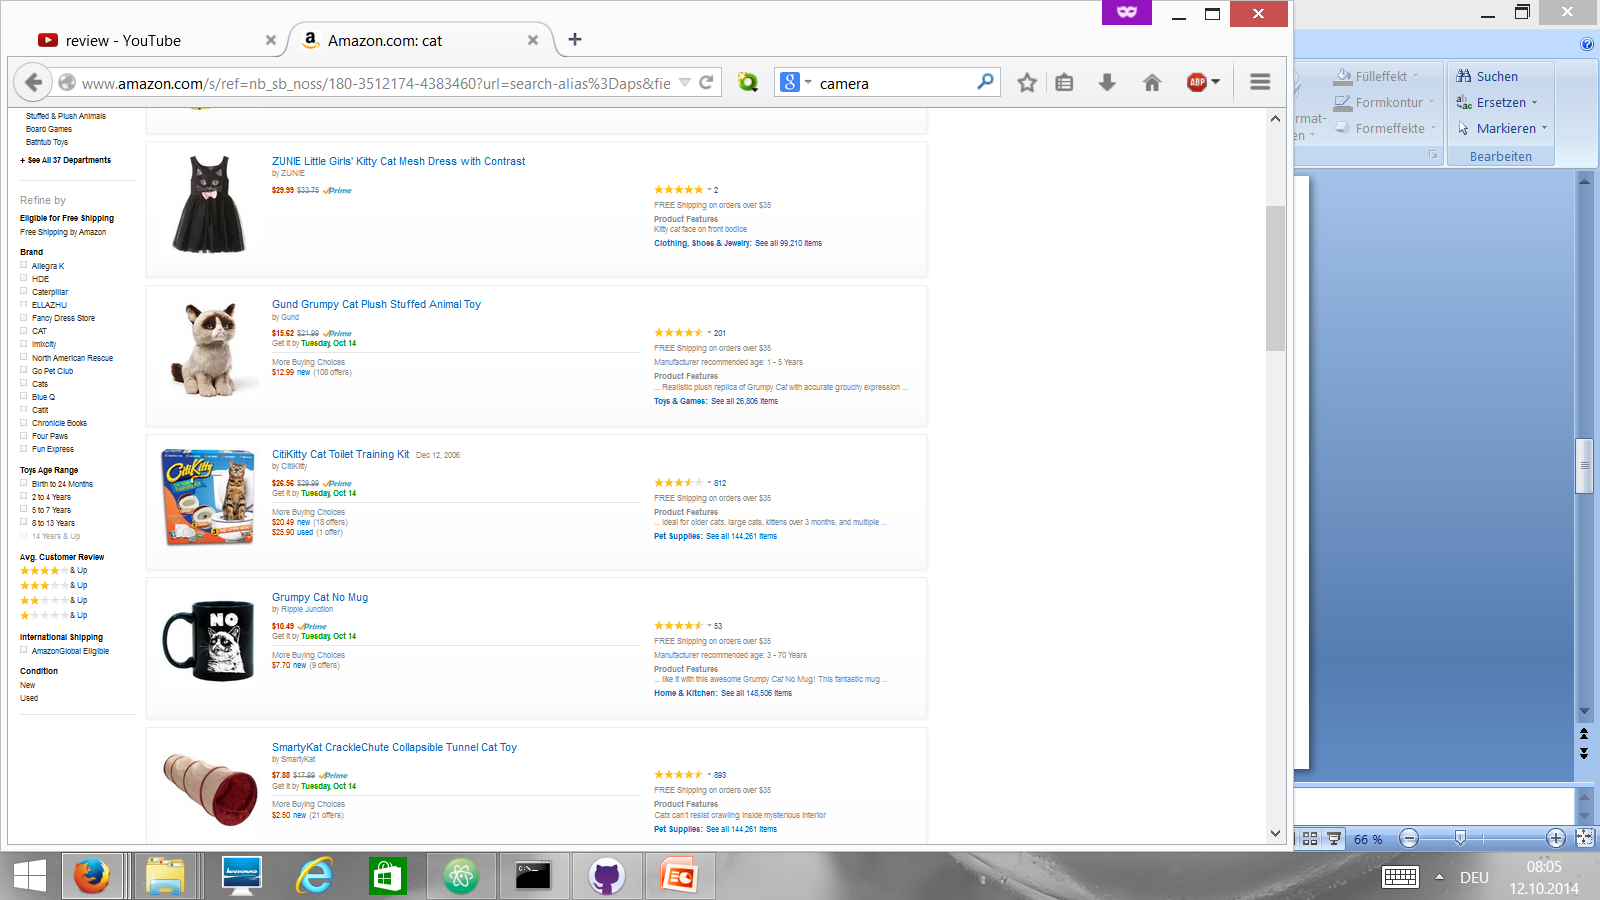 review - YouTube
Amazon.com: cat
www.amazon.com/s/ref=nb_sb_noss/180-3512174-4383460?url=search-alias%3Daps&fie
camera
ABP
Fülleffekt
Formkontur
Formeffekte
Suchen
Ersetzen
Markieren
Bearbeiten
Stuffed & Plush Animals
Board Games
Bathtub Toys
+ See All 37 Departments
Refine by
Eligible for Free Shipping
Free Shipping by Amazon
Brand
Allegra K
HDE
Caterpillar
ELLAZHU
Fancy Dress Store
CAT
Imixcity
North American Rescue
Go Pet Club
Cats
Blue Q
Catit
Chronicle Books
Four Paws
Fun Express
Toys Age Range
Birth to 24 Months
2 to 4 Years
5 to 7 Years
8 to 13 Years
14 Years & Up
Avg. Customer Review
& Up
& Up
& Up
& Up
International Shipping
AmazonGlobal Eligible
Condition
New
Used
ZUNIE Little Girls' Kitty Cat Mesh Dress with Contrast
by ZUNIE
$29.99 $33.75 Prime
2
FREE Shipping on orders over $35
Product Features
Kitty cat face on front bodice
Clothing, Shoes & Jewelry: See all 99,210 items
Gund Grumpy Cat Plush Stuffed Animal Toy
by Gund
$15.62 $21.99 Prime
Get it by Tuesday, Oct 14
More Buying Choices
$12.99 new (108 offers)
201
FREE Shipping on orders over $35
Manufacturer recommended age: 1 - 5 Years
Product Features
... Realistic plush replica of Grumpy Cat with accurate grouchy expression ...
Toys & Games: See all 26,806 items
CitiKitty
CitiKitty Cat Toilet Training Kit Dec 12, 2006
by CitiKitty
$26.56 $29.99 Prime
Get it by Tuesday, Oct 14
More Buying Choices
$20.49 new (18 offers)
$25.90 used (1 offer)
812
FREE Shipping on orders over $35
Product Features
... ideal for older cats, large cats, kittens over 3 months, and multiple ...
Pet Supplies: See all 144,261 items
NO
Grumpy Cat No Mug
by Ripple Junction
$10.49 Prime
Get it by Tuesday, Oct 14
More Buying Choices
$7.70 new (9 offers)
53
FREE Shipping on orders over $35
Manufacturer recommended age: 3 - 70 Years
Product Features
... like it with this awesome Grumpy Cat No Mug! This fantastic mug ...
Home & Kitchen: See all 148,506 items
SmartyKat CrackleChute Collapsible Tunnel Cat Toy
by SmartyKat
$7.88 $17.99 Prime
Get it by Tuesday, Oct 14
More Buying Choices
$2.50 new (21 offers)
893
FREE Shipping on orders over $35
Product Features
Cats can't resist crawling inside mysterious interior
Pet Supplies: See all 144,261 items
66 %
DEU
08:05
12.10.2014